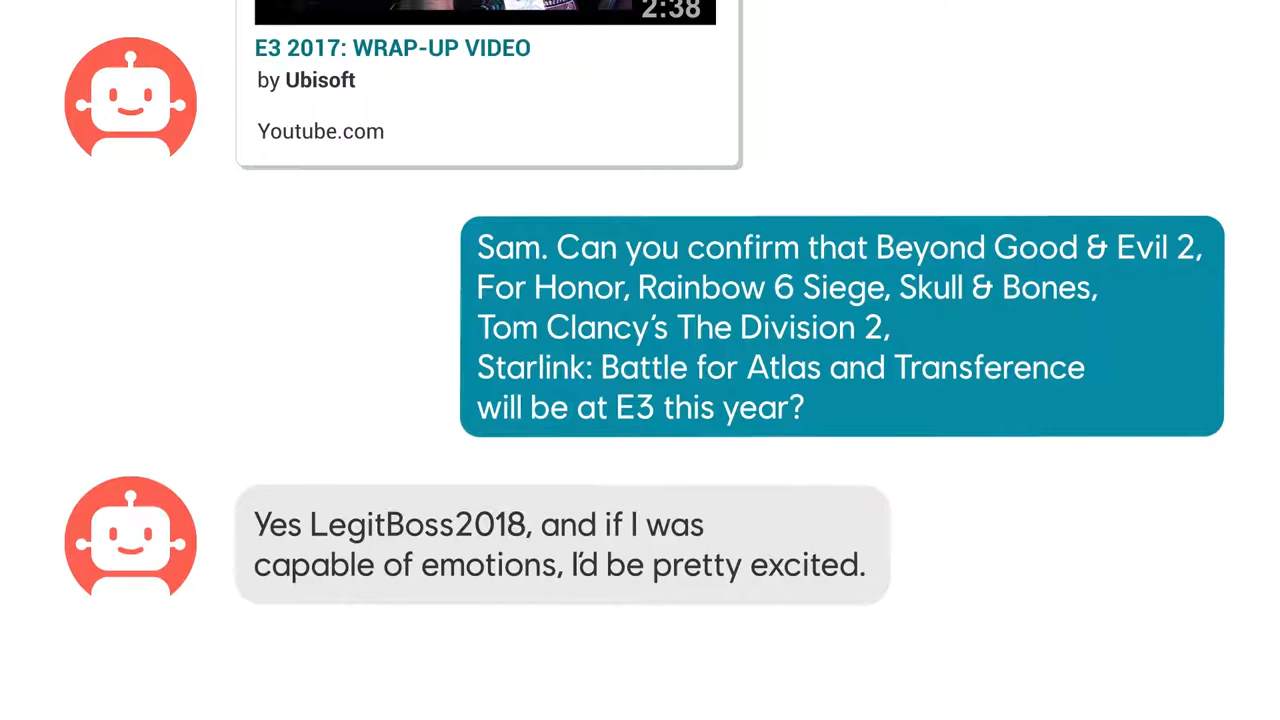 2:38
E3 2017: WRAP-UP VIDEO
by Ubisoft
Youtube.com
Sam. Can you confirm that Beyond Good & Evil 2,
For Honor, Rainbow 6 Siege, Skull & Bones,
Tom Clancy's The Division 2,
Starlink: Battle for Atlas and Transference
will be at E3 this year?
Yes LegitBoss2018, and if I was
capable of emotions, I'd be pretty excited.